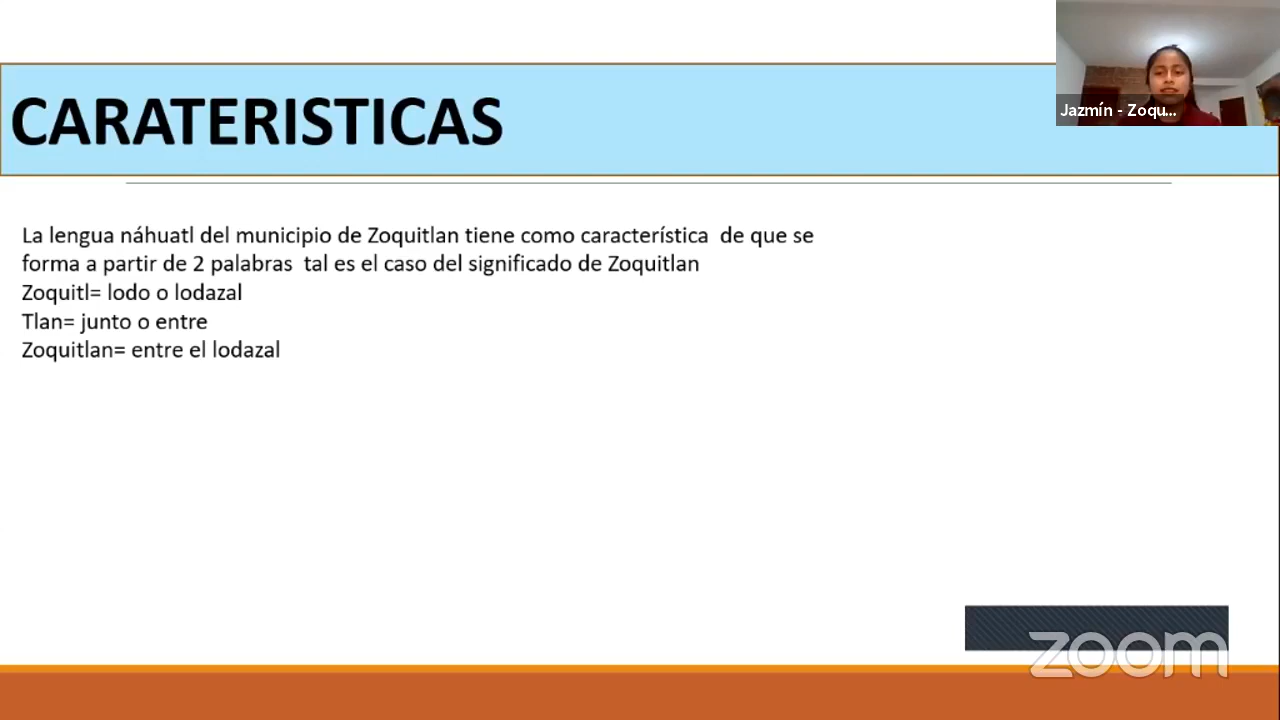 CARATERISTICAS
Jazmín - Zoqu...
La lengua náhuatl del municipio de Zoquitlan tiene como característica  de que se
forma a partir de 2 palabras  tal es el caso del significado de Zoquitlan
Zoquitl= lodo o lodazal
Tlan= junto o entre
Zoquitlan= entre el lodazal
zoom